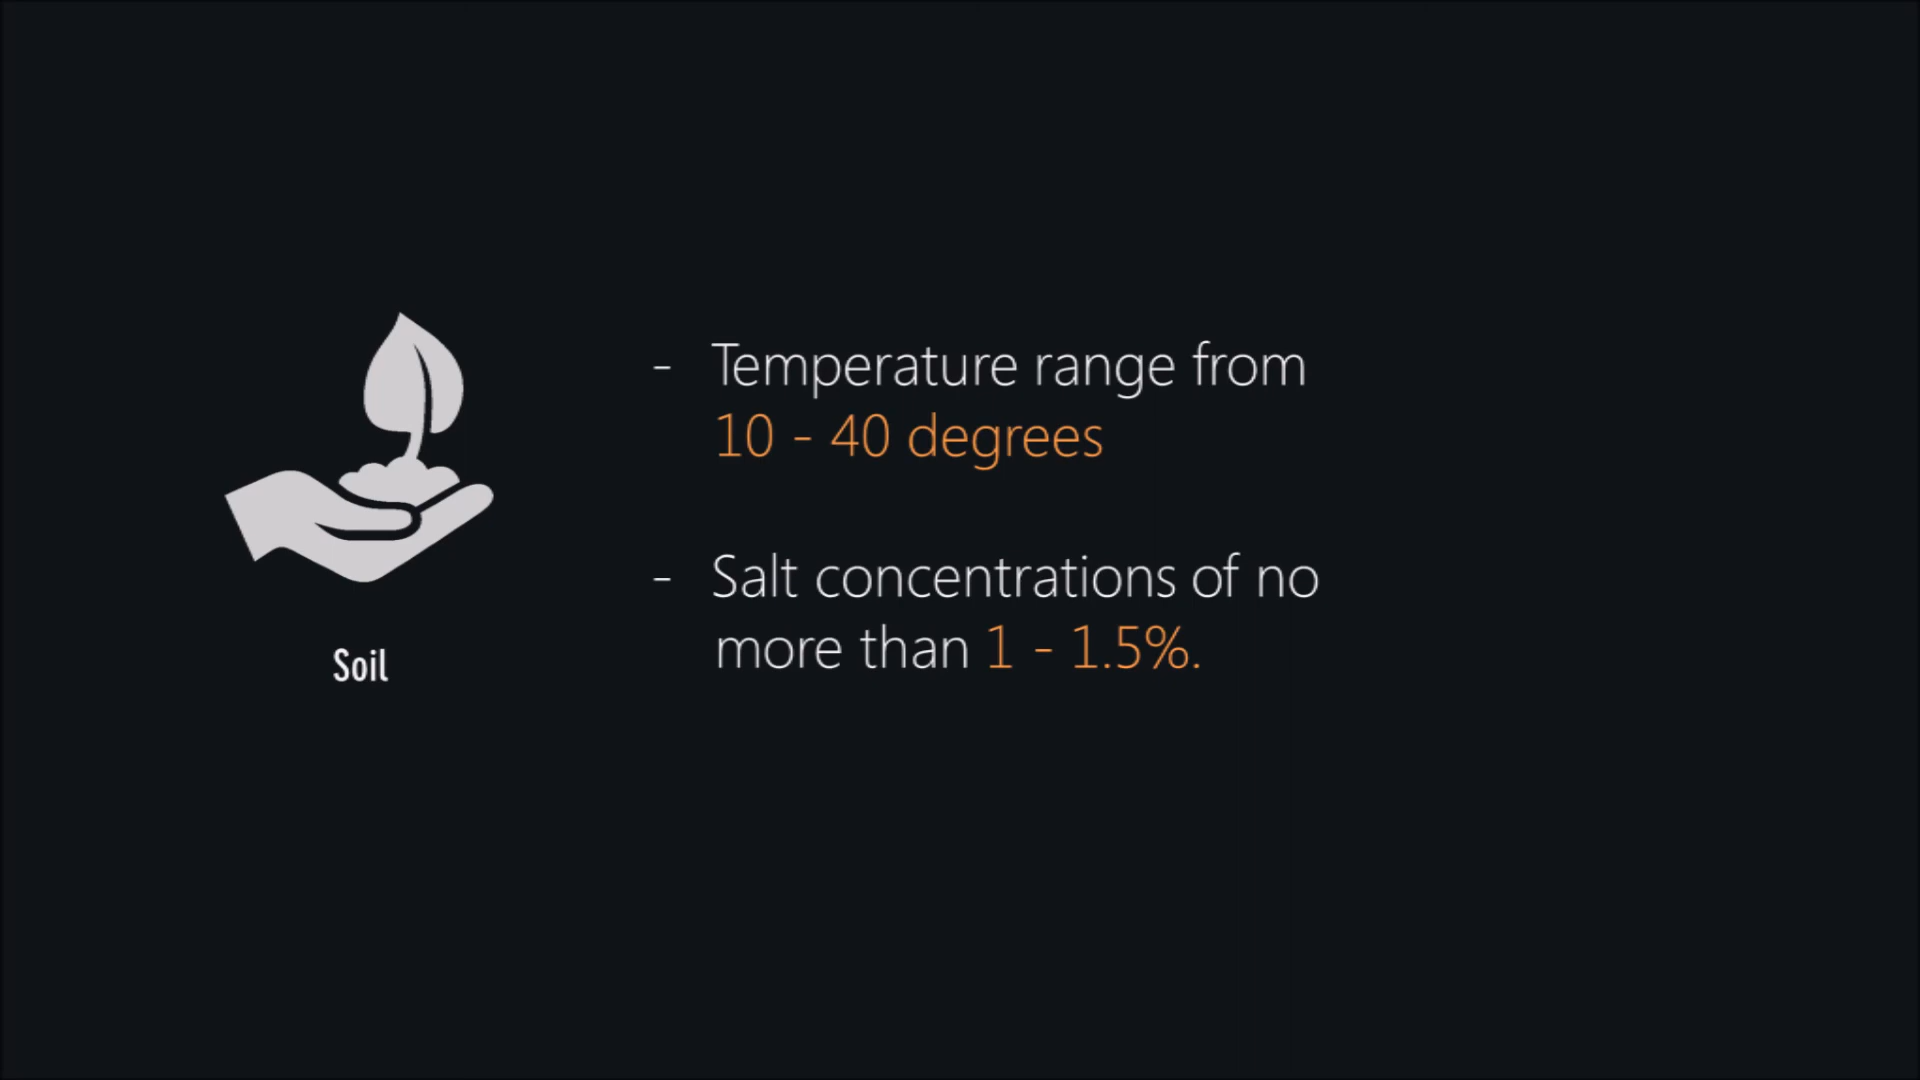 Soil
- Temperature range from
10 - 40 degrees
- Salt concentrations of no
more than 1 - 1.5%.